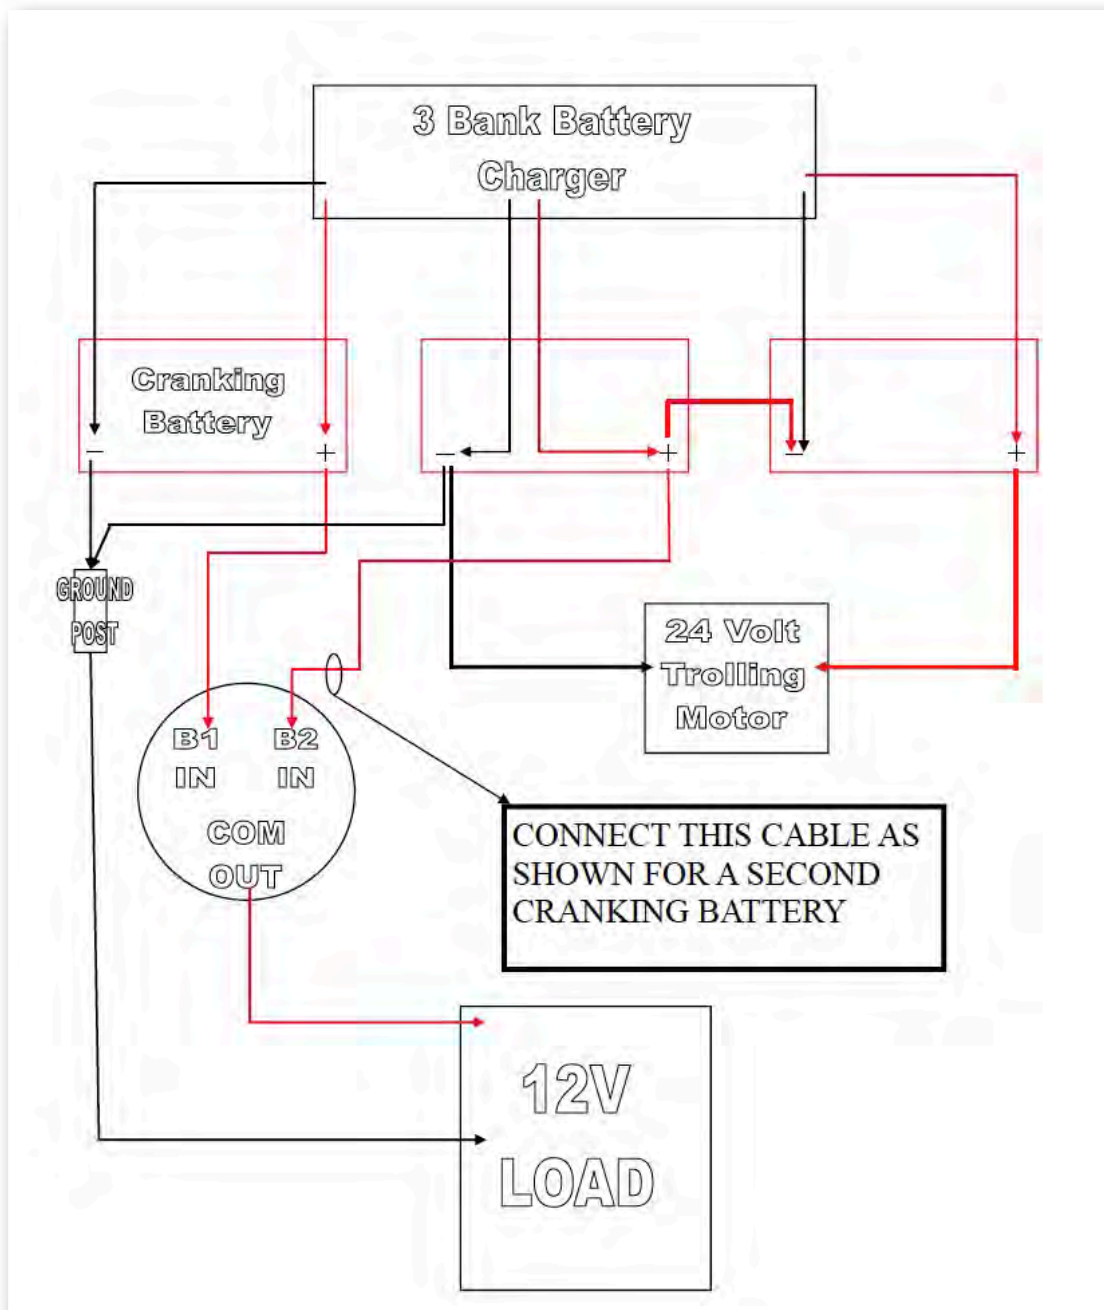 3 Bank Battery
Charger
Cranking
Battery
− +
− +
− +
GROUND
POST
24 Volt
Trolling
Motor
B1 B2
IN IN
COM
OUT
CONNECT THIS CABLE AS
SHOWN FOR A SECOND
CRANKING BATTERY
12V
LOAD